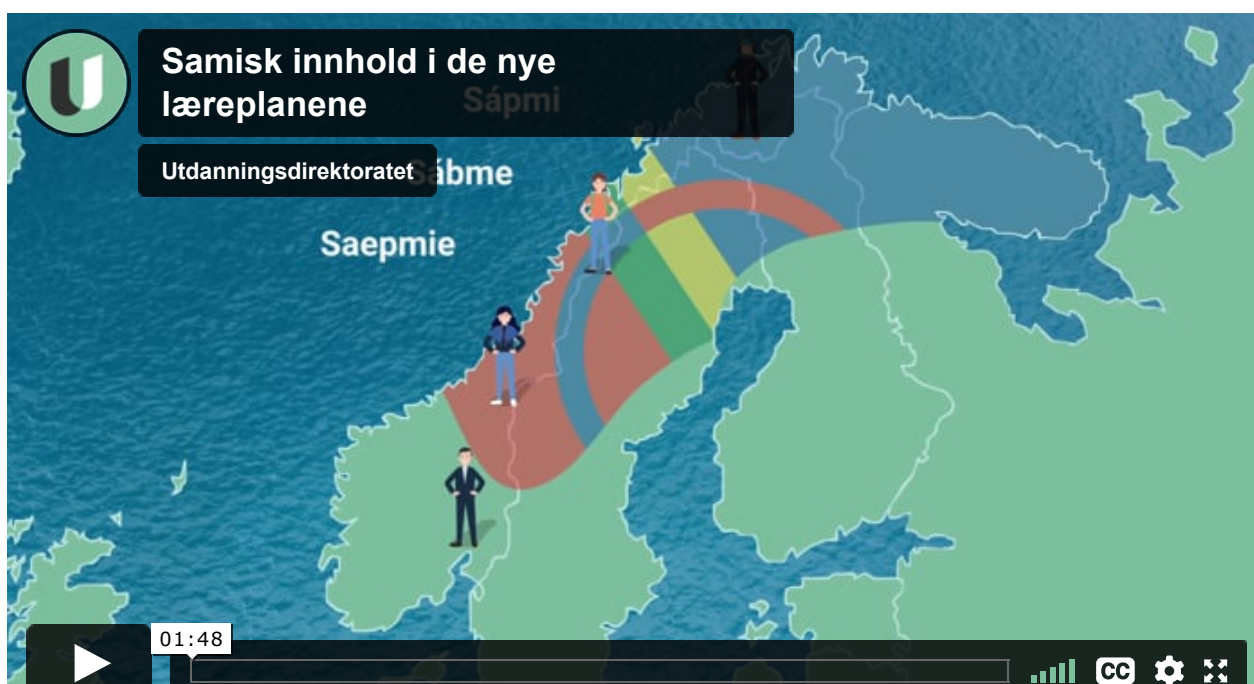 Samisk innhold i de nye
læreplanene
Sápmi
Utdanningsdirektoratet
ábme
Saepmie
01:48
CC